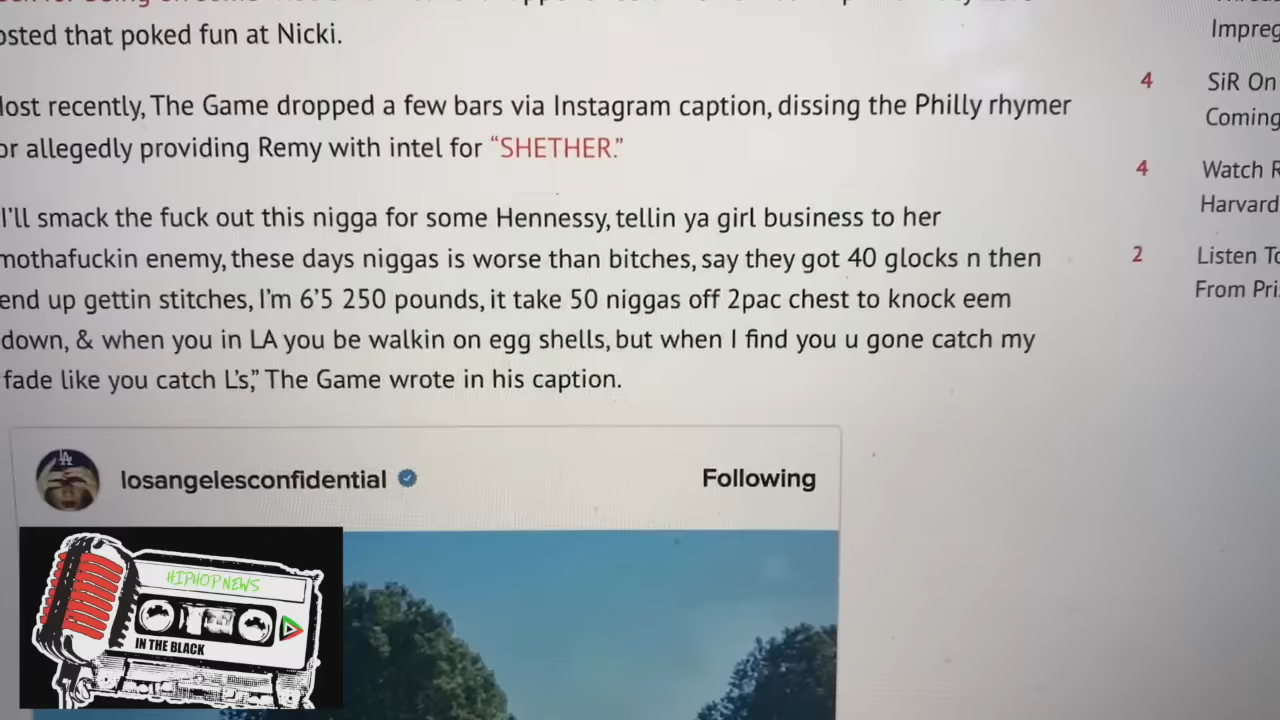 osted that poked fun at Nicki.
lost recently, The Game dropped a few bars via Instagram caption, dissing the Philly rhymer
or allegedly providing Remy with intel for “SHETHER.”
I’ll smack the fuck out this nigga for some Hennessy, tellin ya girl business to her
mothafuckin enemy, these days niggas is worse than bitches, say they got 40 glocks n then
end up gettin stitches, I’m 6’5 250 pounds, it take 50 niggas off 2pac chest to knock eem
down, & when you in LA you be walkin on egg shells, but when I find you u gone catch my
fade like you catch L’s,” The Game wrote in his caption.
losangelesconfidential
Following
LA
HIPHOP NEWS
IN THE BLACK
Impreg
4 SiR On
Coming
4 Watch R
Harvard
2 Listen To
From Pri